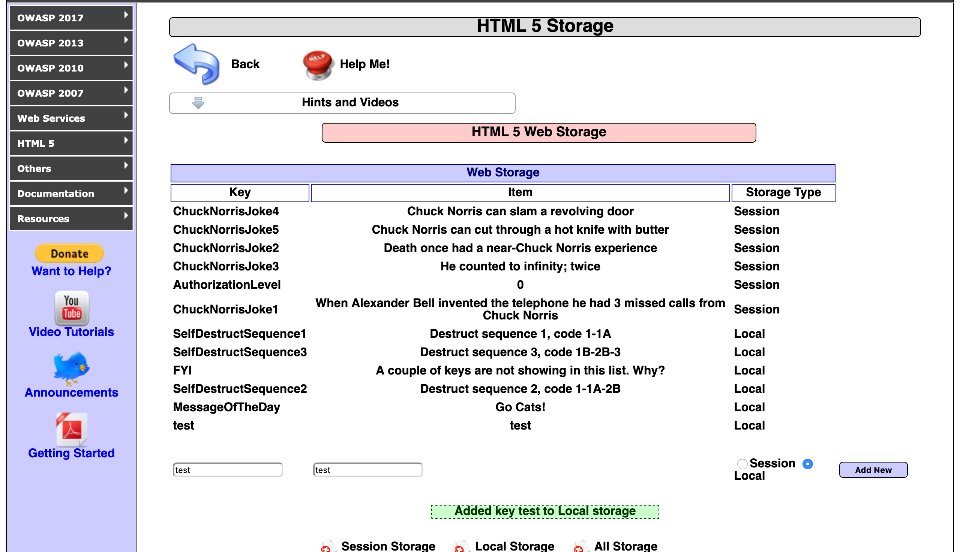 OWASP 2017
OWASP 2013
OWASP 2010
OWASP 2007
Web Services
HTML 5
Others
Documentation
Resources
Donate
Want to Help?
You
Tube
Video Tutorials
Announcements
Getting Started
HTML 5 Storage
Back
HELP
Help Me!
Hints and Videos
HTML 5 Web Storage
Web Storage
Key Item Storage Type
ChuckNorrisJoke4 Chuck Norris can slam a revolving door Session
ChuckNorrisJoke5 Chuck Norris can cut through a hot knife with butter Session
ChuckNorrisJoke2 Death once had a near-Chuck Norris experience Session
ChuckNorrisJoke3 He counted to infinity; twice Session
AuthorizationLevel 0 Session
ChuckNorrisJoke1 When Alexander Bell invented the telephone he had 3 missed calls from Session
Chuck Norris
SelfDestructSequence1 Destruct sequence 1, code 1-1A Local
SelfDestructSequence3 Destruct sequence 3, code 1B-2B-3 Local
FYI A couple of keys are not showing in this list. Why? Local
SelfDestructSequence2 Destruct sequence 2, code 1-1A-2B Local
MessageOfTheDay Go Cats! Local
test test Local
test test Session
Local Add New
Added key test to Local storage
Session Storage Local Storage All Storage